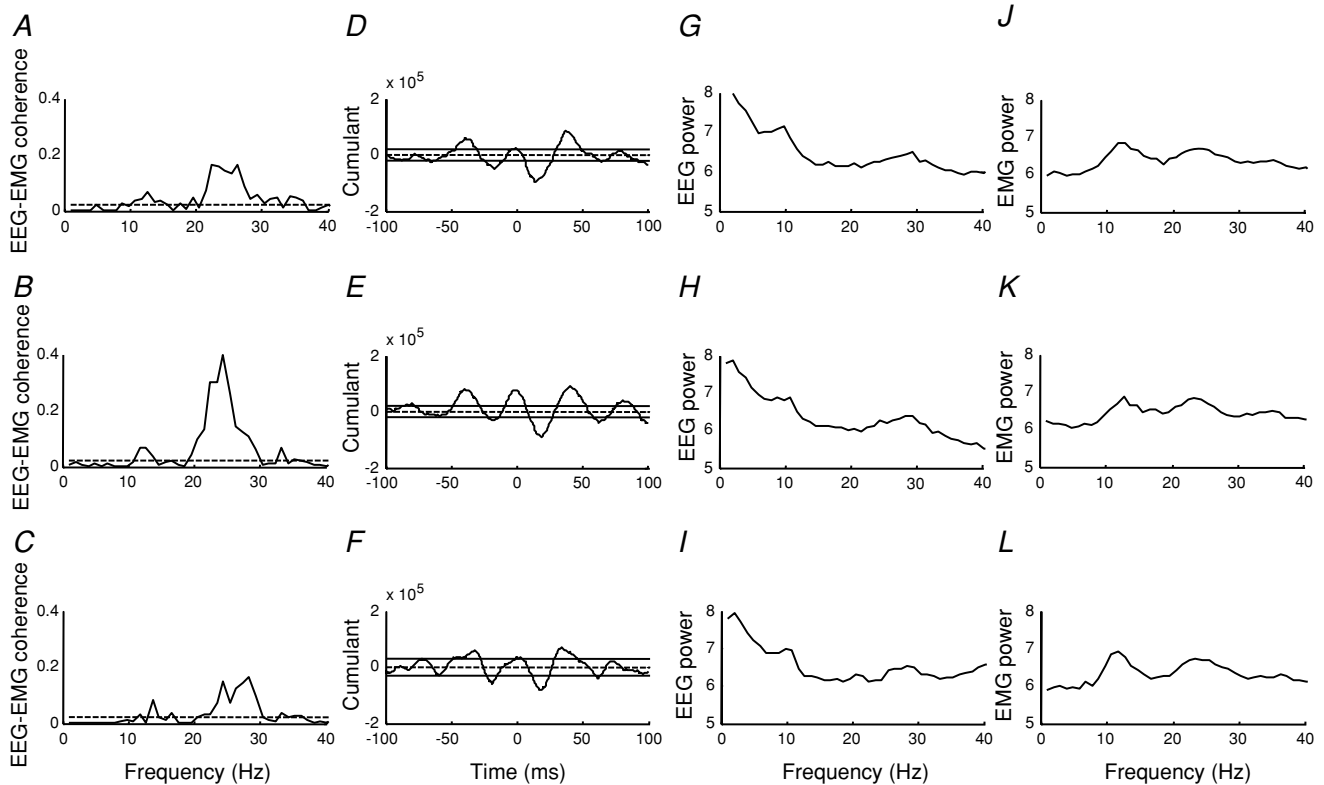 A
D
G
J
EEG-EMG coherence
0.4
0.2
0
0 10 20 30 40
x 10⁵
Cumulant
2
0
-2
-100 -50 0 50 100
EEG power
8
7
6
5
0 10 20 30 40
EMG power
8
7
6
5
0 10 20 30 40
B
E
H
K
EEG-EMG coherence
0.4
0.2
0
0 10 20 30 40
x 10⁵
Cumulant
2
0
-2
-100 -50 0 50 100
EEG power
8
7
6
5
0 10 20 30 40
EMG power
8
7
6
5
0 10 20 30 40
C
F
I
L
EEG-EMG coherence
0.4
0.2
0
0 10 20 30 40
Frequency (Hz)
x 10⁵
Cumulant
2
0
-2
-100 -50 0 50 100
Time (ms)
EEG power
8
7
6
5
0 10 20 30 40
Frequency (Hz)
EMG power
8
7
6
5
0 10 20 30 40
Frequency (Hz)